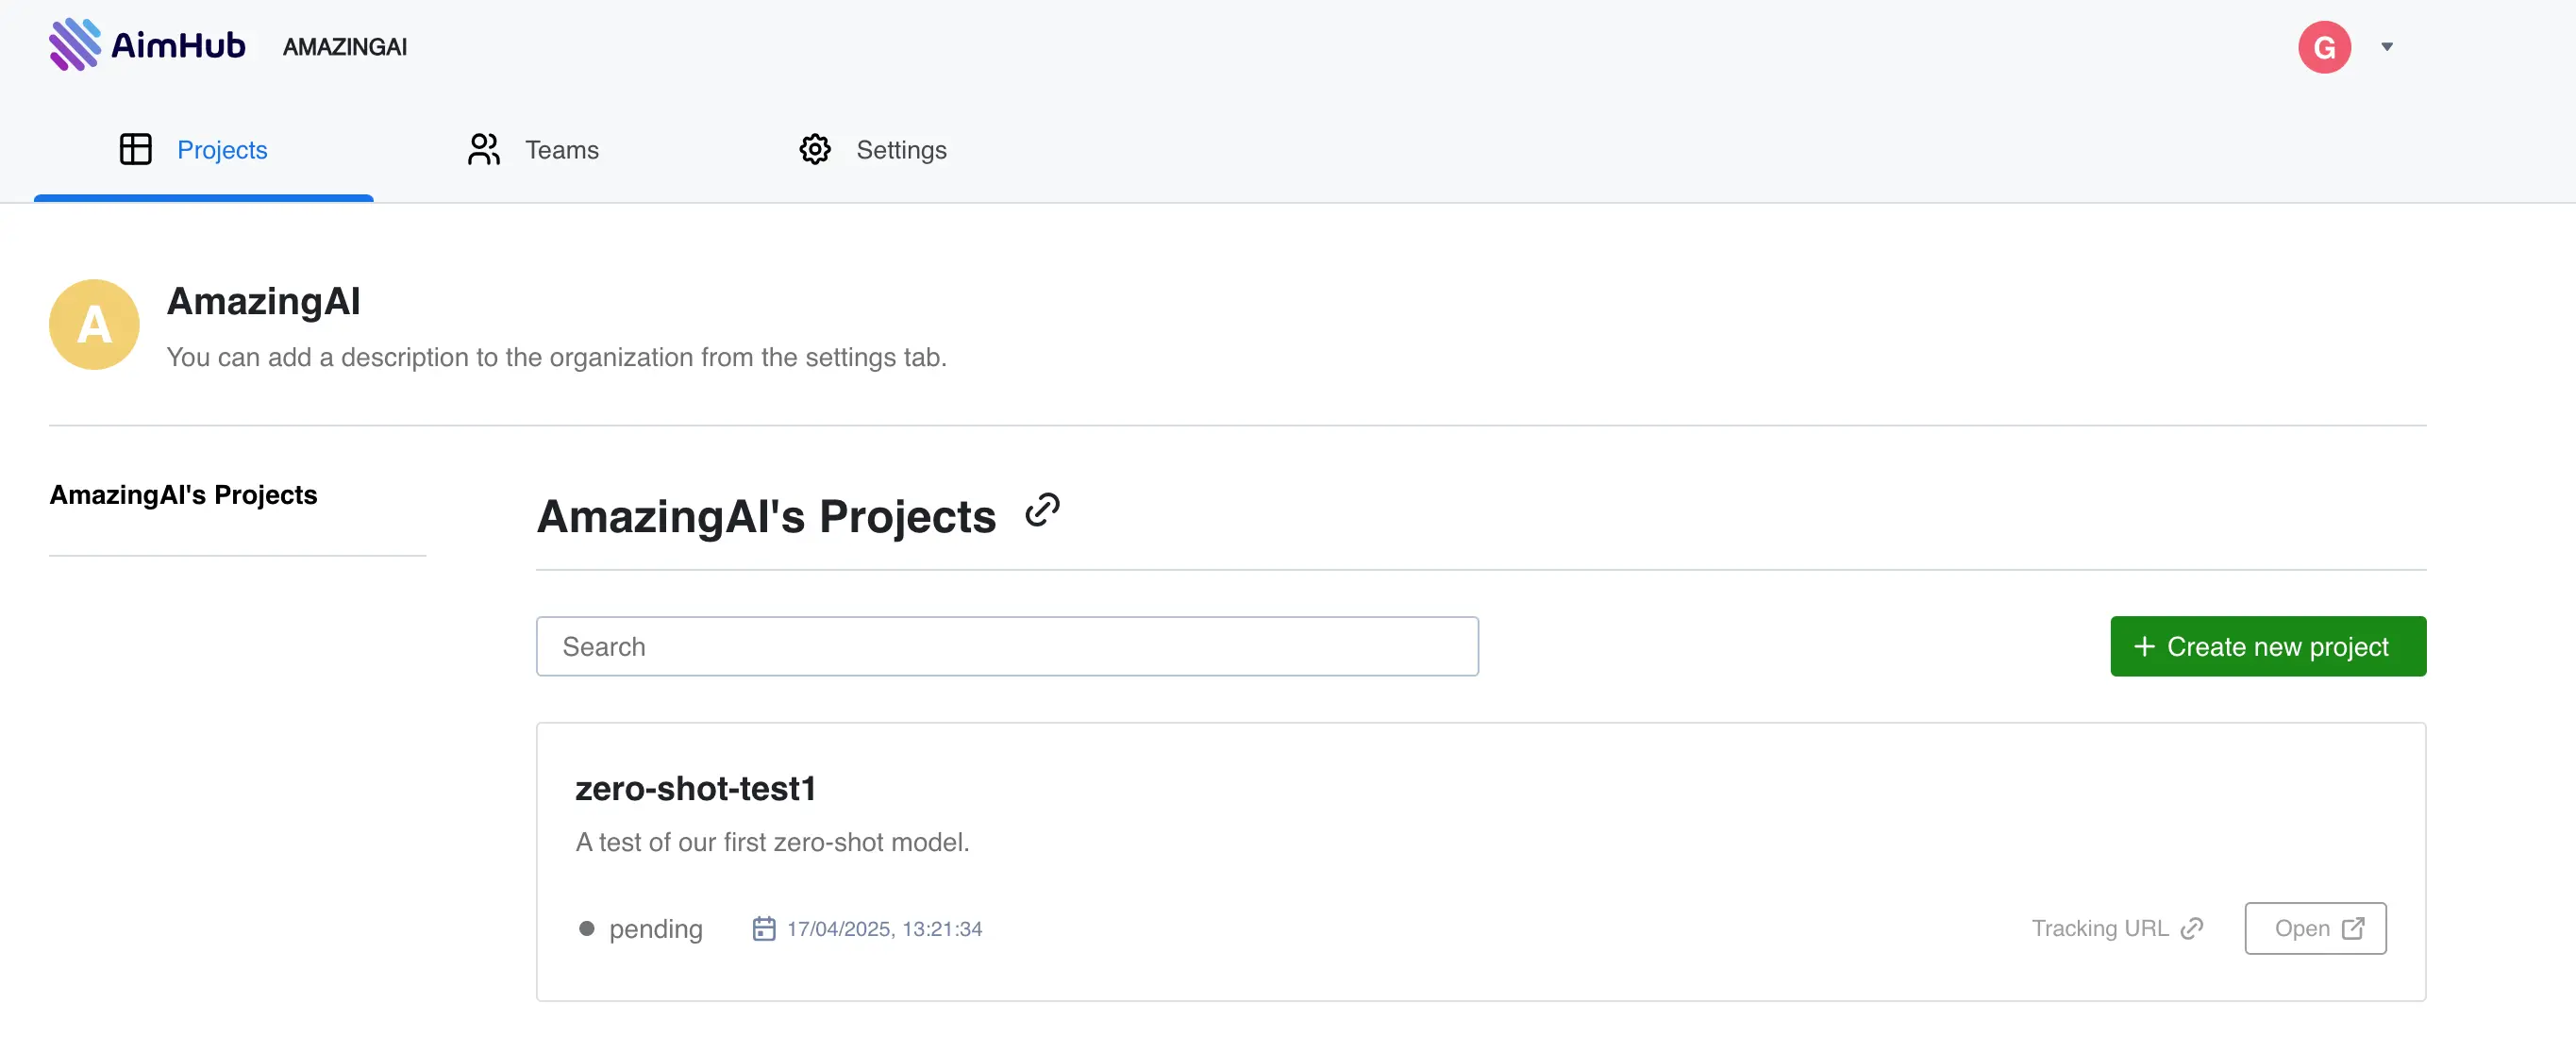 AimHub AMAZINGAI
G
Projects Teams Settings
A
AmazingAI
You can add a description to the organization from the settings tab.
AmazingAI's Projects
AmazingAI's Projects
Search
+ Create new project
zero-shot-test1
A test of our first zero-shot model.
pending 17/04/2025, 13:21:34
Tracking URL Open